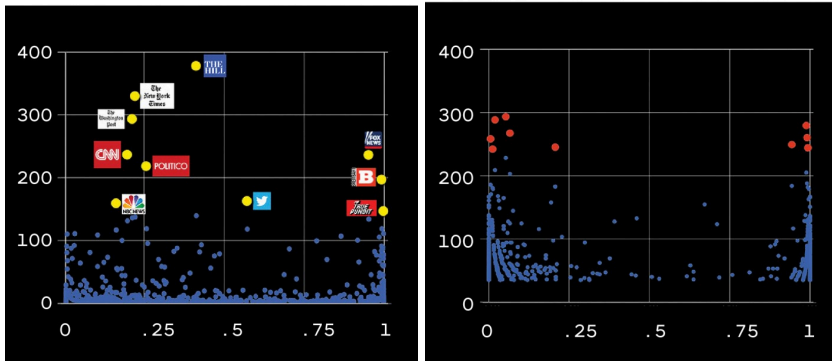 400
300
200
100
0
0
.25
.5
.75
1
THE
HILL
The
New York
Times
The
Washington
Post
CNN
POLITICO
NBC NEWS
FOX
NEWS
B
TRUE
PUNDIT
400
300
200
100
0
0
.25
.5
.75
1